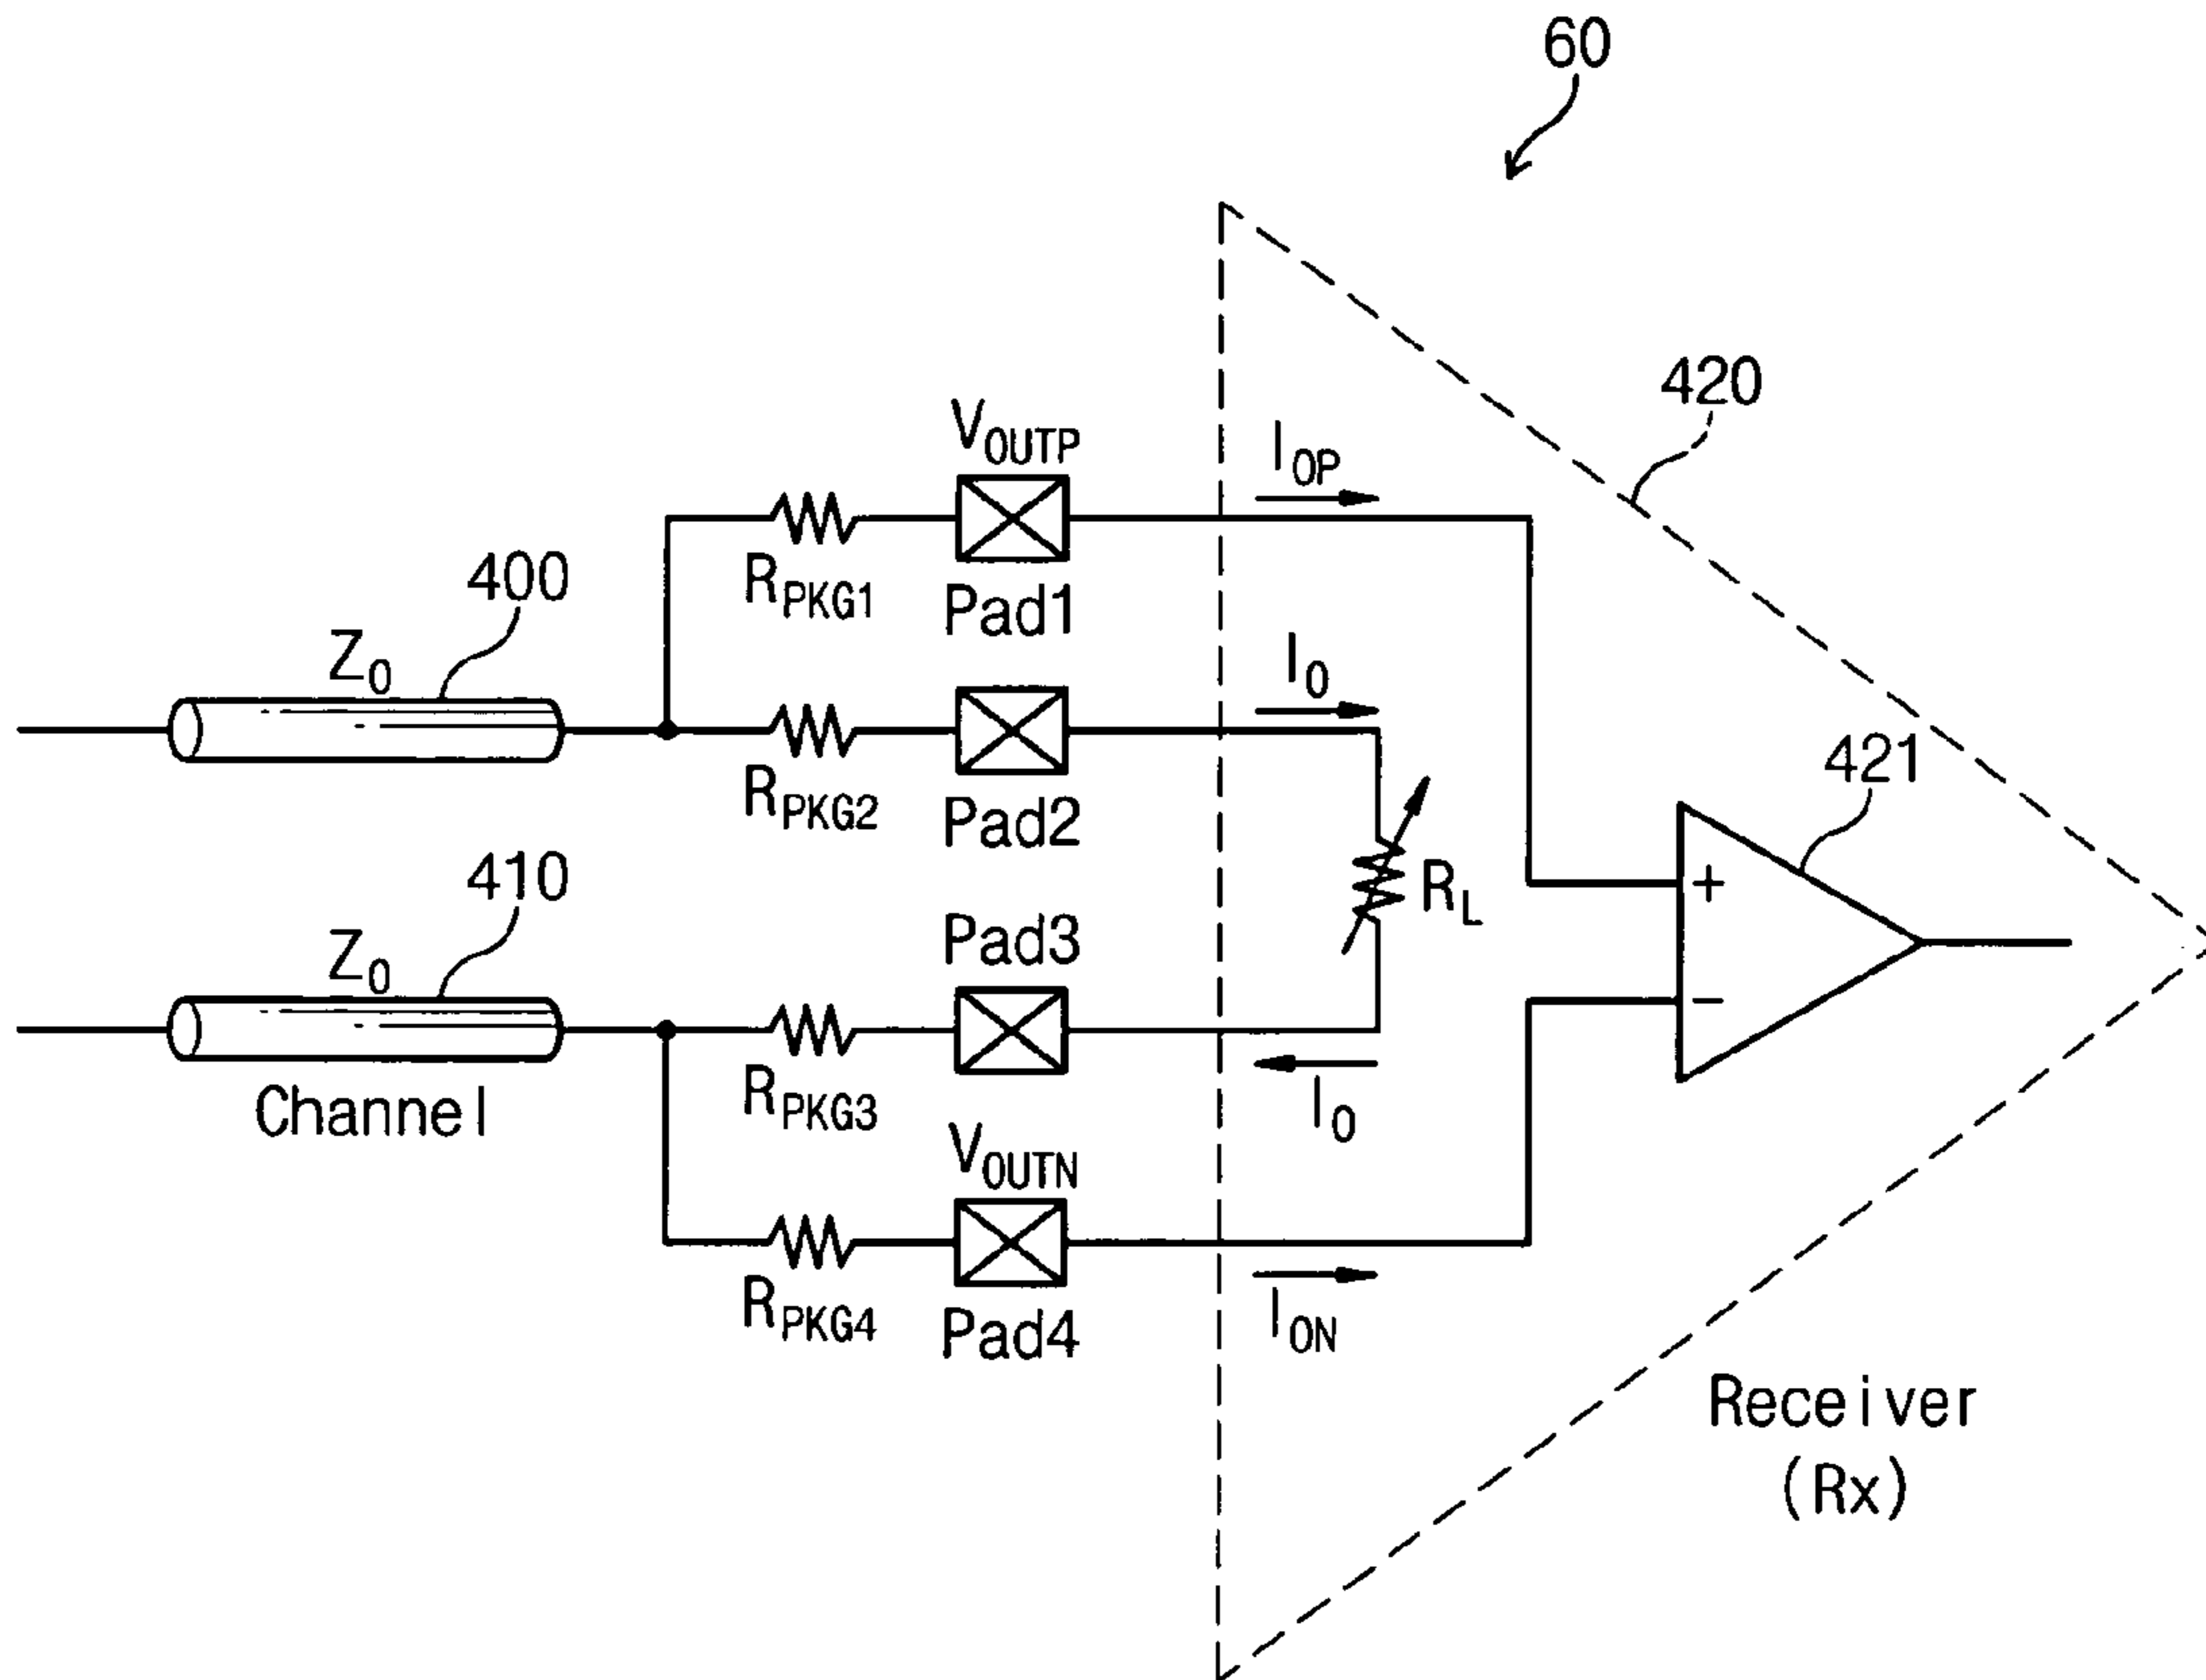 60
420
V_OUTP
I_OP
400
R_PKG1
Pad1
Z_0
I_0
421
R_PKG2
Pad2
410
R_L
+
Pad3
Z_0
−
R_PKG3
I_0
Channel
V_OUTN
R_PKG4
Pad4
I_ON
Receiver
(Rx)